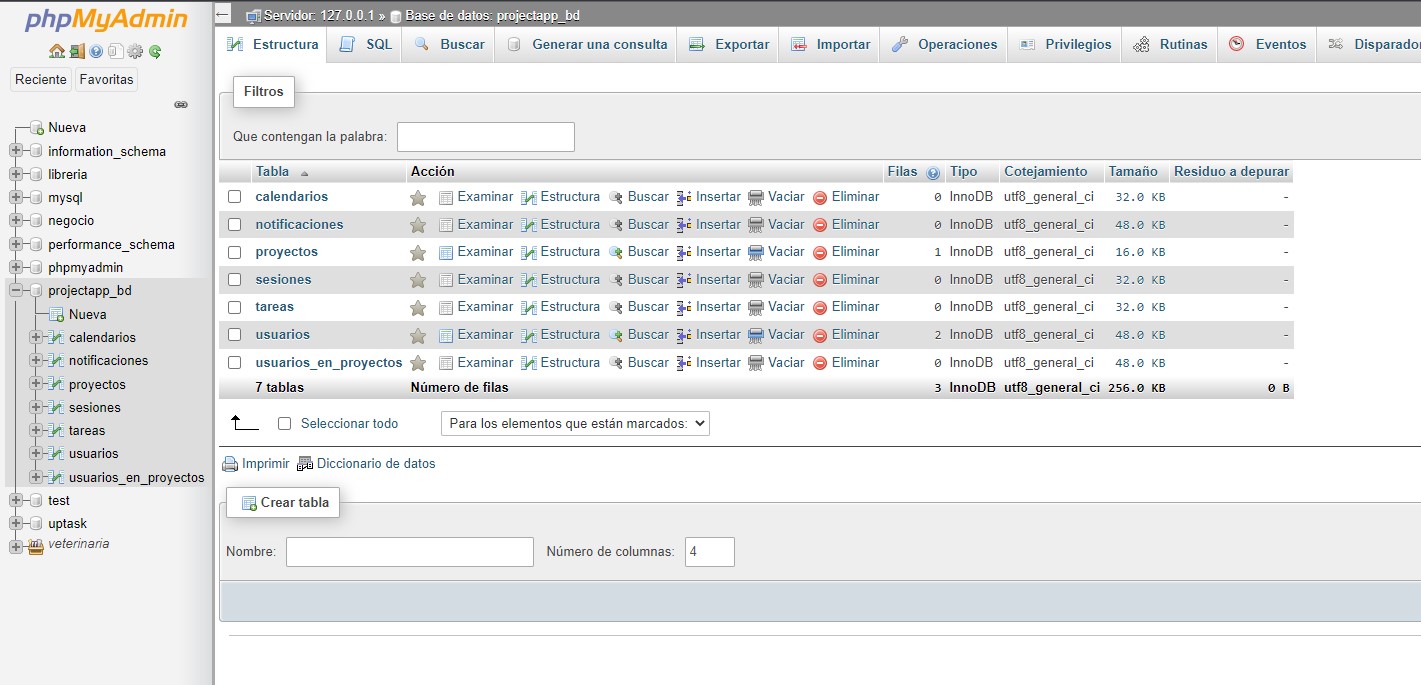 phpMyAdmin
Reciente Favoritas
Nueva
information_schema
libreria
mysql
negocio
performance_schema
phpmyadmin
projectapp_bd
Nueva
calendarios
notificaciones
proyectos
sesiones
tareas
usuarios
usuarios_en_proyectos
test
uptask
veterinaria
Servidor: 127.0.0.1 » Base de datos: projectapp_bd
Estructura SQL Buscar Generar una consulta Exportar Importar Operaciones Privilegios Rutinas Eventos Disparador
Filtros
Que contengan la palabra:
Tabla Acción Filas Tipo Cotejamiento Tamaño Residuo a depurar
calendarios Examinar Estructura Buscar Insertar Vaciar Eliminar 0 InnoDB utf8_general_ci 32.0 KB -
notificaciones Examinar Estructura Buscar Insertar Vaciar Eliminar 0 InnoDB utf8_general_ci 48.0 KB -
proyectos Examinar Estructura Buscar Insertar Vaciar Eliminar 1 InnoDB utf8_general_ci 16.0 KB -
sesiones Examinar Estructura Buscar Insertar Vaciar Eliminar 0 InnoDB utf8_general_ci 32.0 KB -
tareas Examinar Estructura Buscar Insertar Vaciar Eliminar 0 InnoDB utf8_general_ci 32.0 KB -
usuarios Examinar Estructura Buscar Insertar Vaciar Eliminar 2 InnoDB utf8_general_ci 48.0 KB -
usuarios_en_proyectos Examinar Estructura Buscar Insertar Vaciar Eliminar 0 InnoDB utf8_general_ci 48.0 KB -
7 tablas Número de filas 3 InnoDB utf8_general_ci 256.0 KB 0 B
Seleccionar todo Para los elementos que están marcados:
Imprimir Diccionario de datos
Crear tabla
Nombre: Número de columnas: 4